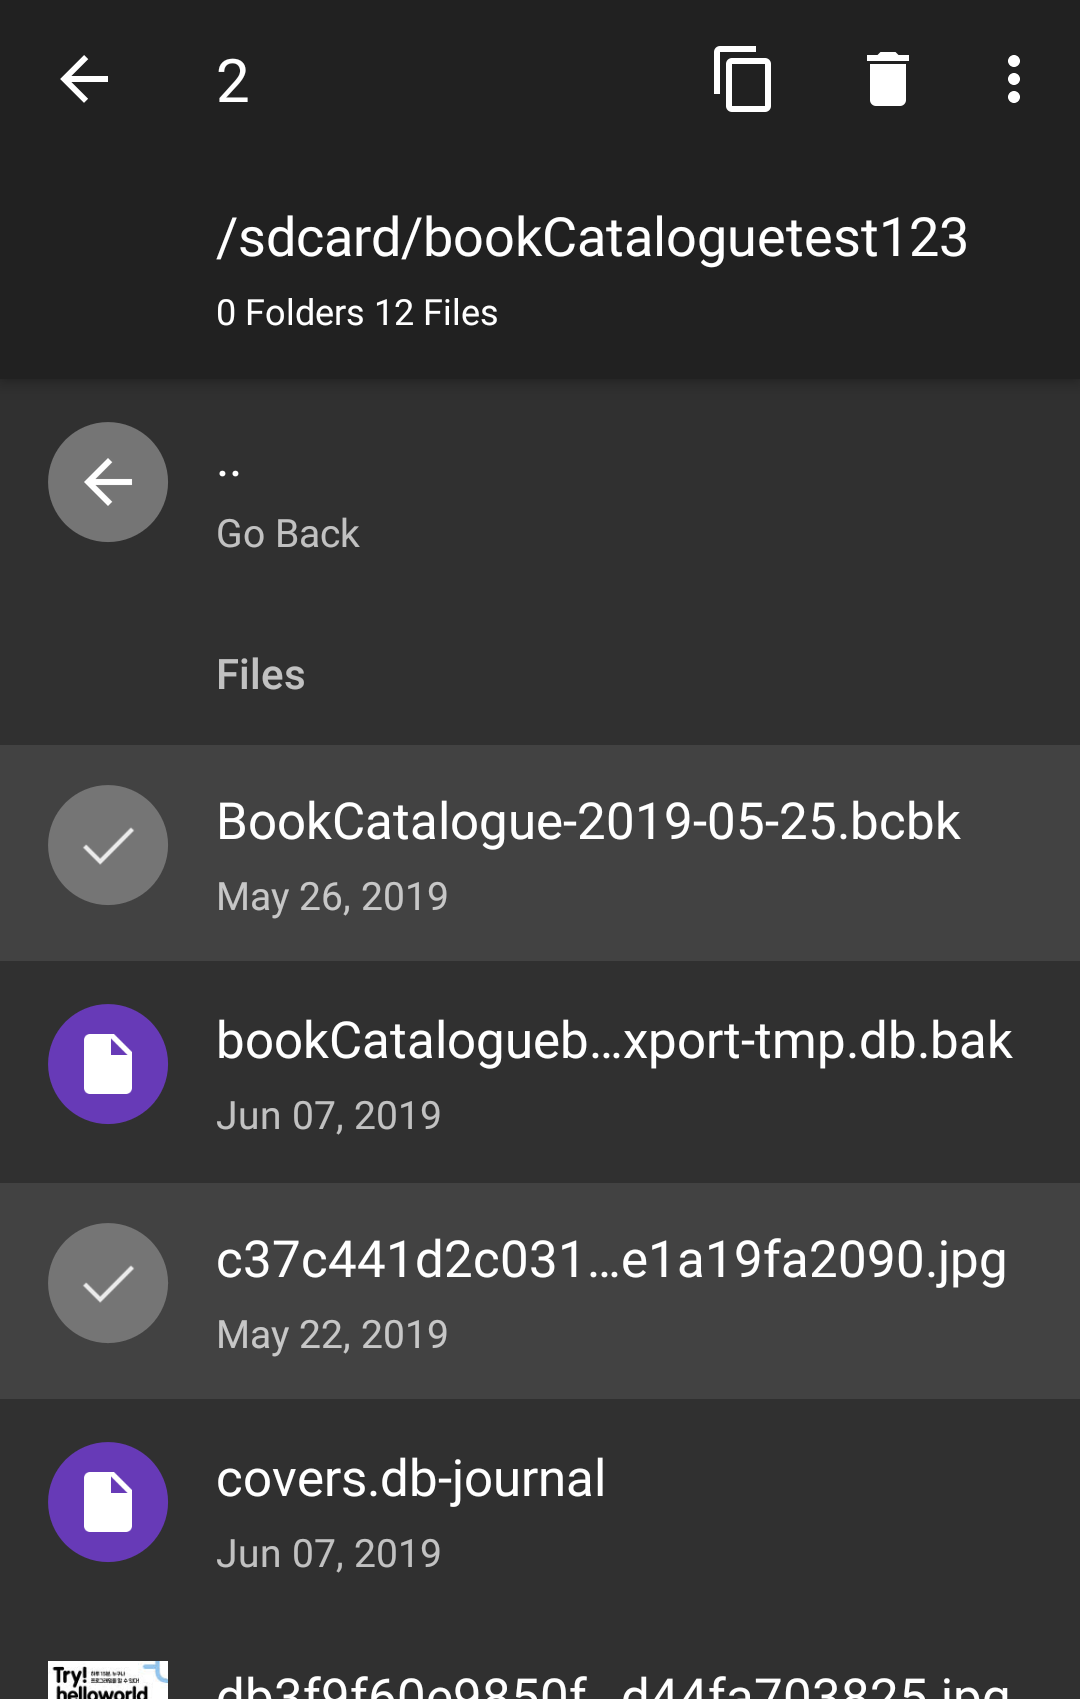 2
/sdcard/bookCataloguetest123
0 Folders 12 Files
..
Go Back
Files
BookCatalogue-2019-05-25.bcbk
May 26, 2019
bookCatalogueb...xport-tmp.db.bak
Jun 07, 2019
c37c441d2c031...e1a19fa2090.jpg
May 22, 2019
covers.db-journal
Jun 07, 2019
Try!
helloworld
db3f9f60e9850f...d44fa703825.jpg